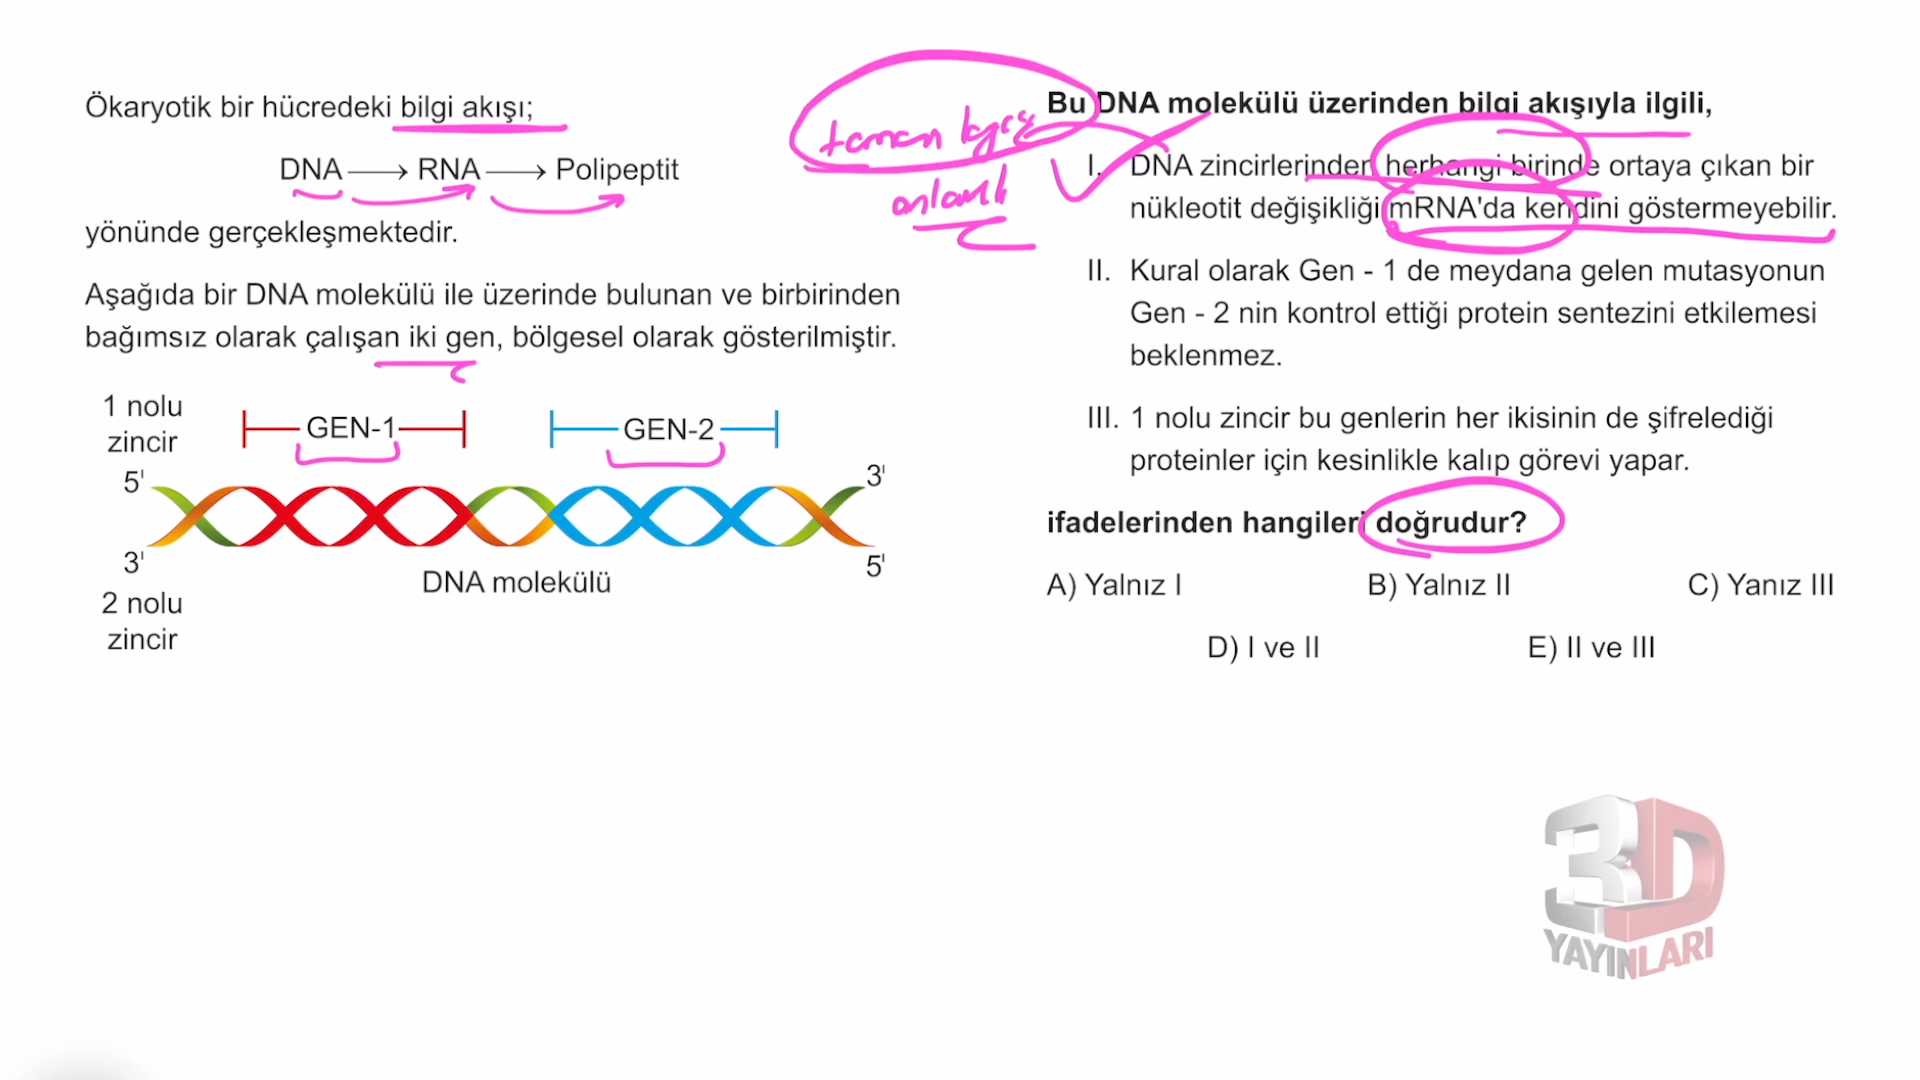 Ökaryotik bir hücredeki bilgi akışı;
DNA → RNA → Polipeptit
yönünde gerçekleşmektedir.
Aşağıda bir DNA molekülü ile üzerinde bulunan ve birbirinden
bağımsız olarak çalışan iki gen, bölgesel olarak gösterilmiştir.
1 nolu
zincir
GEN-1
GEN-2
5'
3'
3'
5'
DNA molekülü
2 nolu
zincir
Bu DNA molekülü üzerinden bilgi akışıyla ilgili,
I. DNA zincirlerinden herhangi birinde ortaya çıkan bir
nükleotit değişikliği mRNA'da kendini göstermeyebilir.
II. Kural olarak Gen - 1 de meydana gelen mutasyonun
Gen - 2 nin kontrol ettiği protein sentezini etkilemesi
beklenmez.
III. 1 nolu zincir bu genlerin her ikisinin de şifrelediği
proteinler için kesinlikle kalıp görevi yapar.
ifadelerinden hangileri doğrudur?
A) Yalnız I B) Yalnız II C) Yanız III
D) I ve II E) II ve III
anlamlı
3D
YAYINLARI